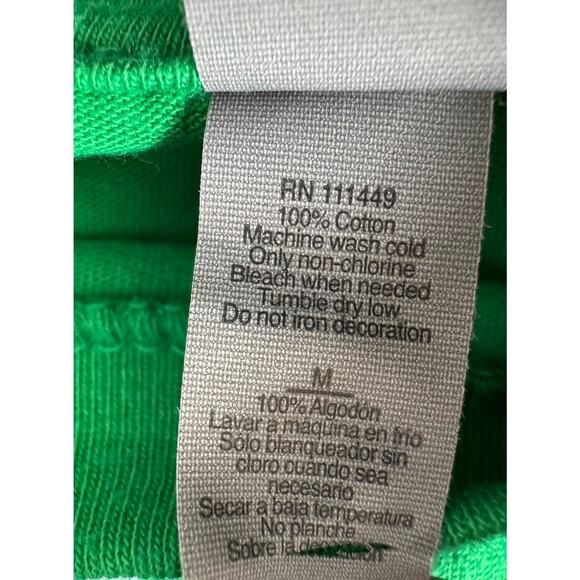 RN 111449
100% Cotton
Machine wash cold
Only non-chlorine
Bleach when needed
Tumble dry low
Do not iron decoration
M
100% Algodón
Lavar a maquina en frío
Solo blanqueador sin
cloro cuando sea
necesario
Secar a baja temperatura
No planche
Sobre la